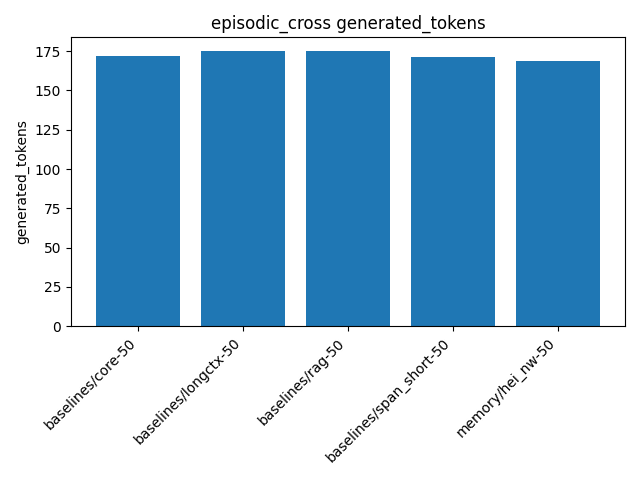 episodic_cross generated_tokens
generated_tokens
175
150
125
100
75
50
25
0
baselines/core-50
baselines/longctx-50
baselines/rag-50
baselines/span_short-50
memory/hei_nw-50